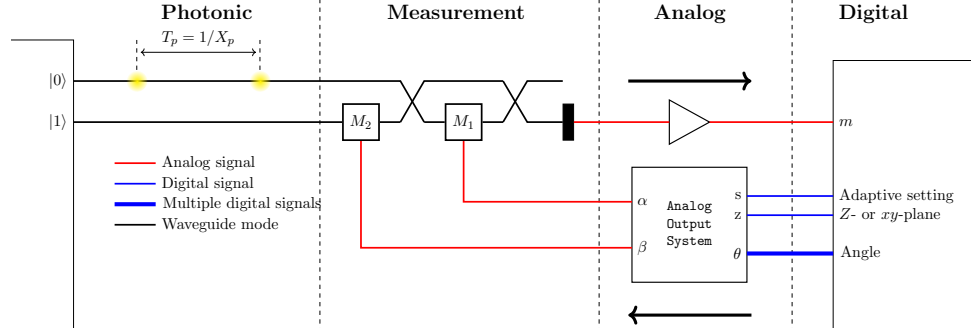 Photonic
Measurement
Analog
Digital
T_p = 1/X_p
|0⟩
|1⟩
M_2
M_1
m
Analog signal
Digital signal
Multiple digital signals
Waveguide mode
α
β
Analog
Output
System
s
z
θ
Adaptive setting
Z- or xy-plane
Angle